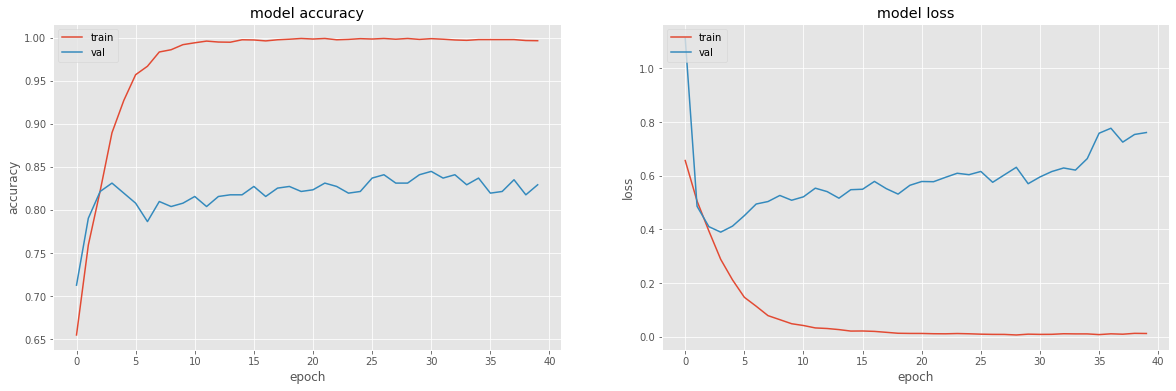 model accuracy
train
val
1.00
0.95
0.90
0.85
0.80
0.75
0.70
0.65
accuracy
0 5 10 15 20 25 30 35 40
epoch
model loss
train
val
1.0
0.8
0.6
0.4
0.2
0.0
loss
0 5 10 15 20 25 30 35 40
epoch